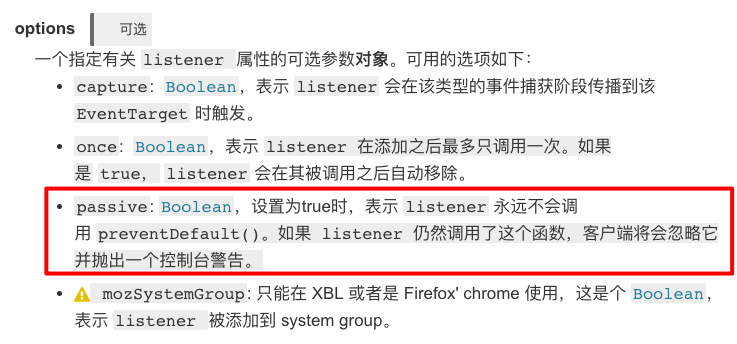 options 可选
一个指定有关 listener 属性的可选参数对象。可用的选项如下:
• capture: Boolean，表示 listener 会在该类型的事件捕获阶段传播到该
EventTarget 时触发。
• once: Boolean，表示 listener 在添加之后最多只调用一次。如果
是 true， listener 会在其被调用之后自动移除。
• passive: Boolean，设置为true时，表示 listener 永远不会调
用 preventDefault()。如果 listener 仍然调用了这个函数，客户端将会忽略它
并抛出一个控制台警告。
• mozSystemGroup: 只能在 XBL 或者是 Firefox' chrome 使用，这是个 Boolean，
表示 listener 被添加到 system group。